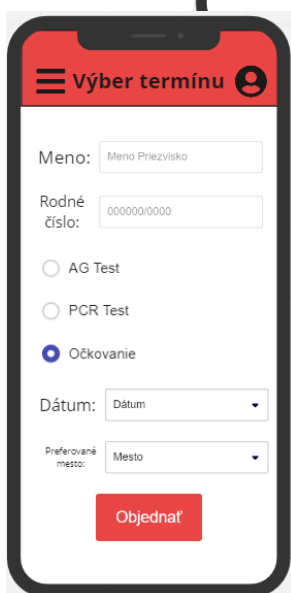 Výber termínu
Meno: Meno Priezvisko
Rodné
číslo: 000000/0000
AG Test
PCR Test
Očkovanie
Dátum: Dátum
Preferované
mesto: Mesto
Objednať